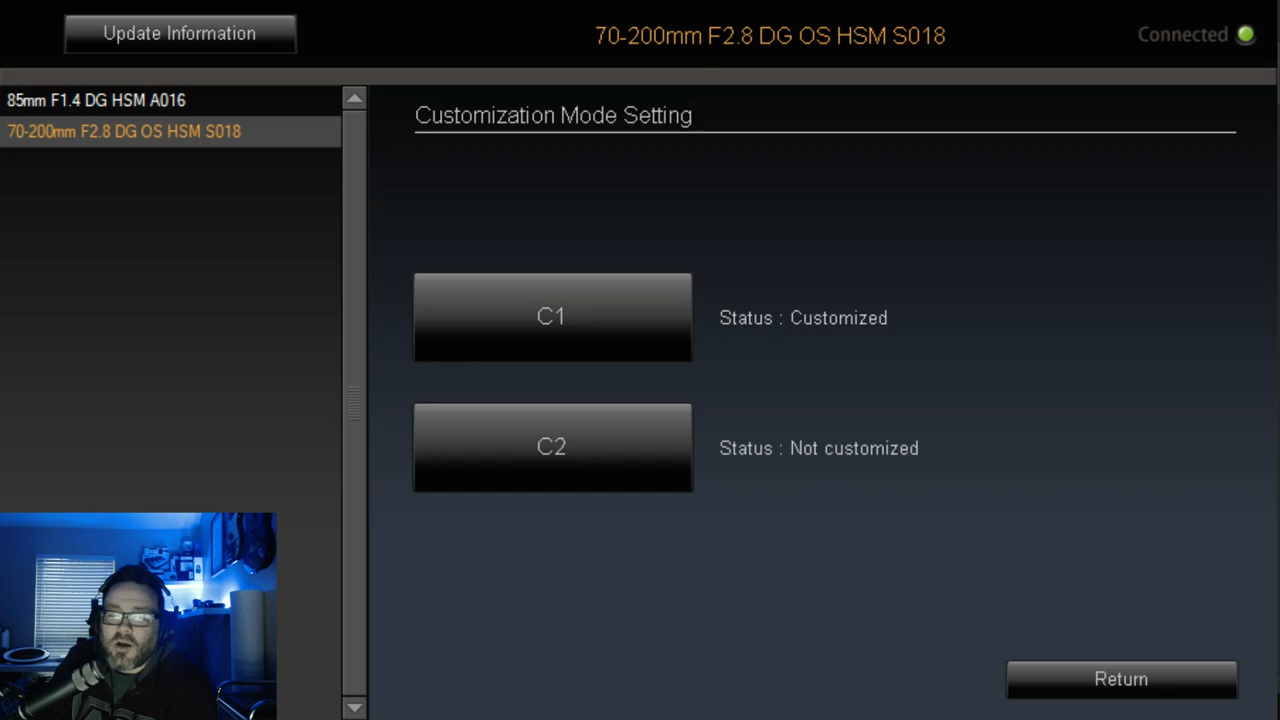 Update Information
70-200mm F2.8 DG OS HSM S018
Connected
85mm F1.4 DG HSM A016
70-200mm F2.8 DG OS HSM S018
Customization Mode Setting
C1
Status : Customized
C2
Status : Not customized
Return